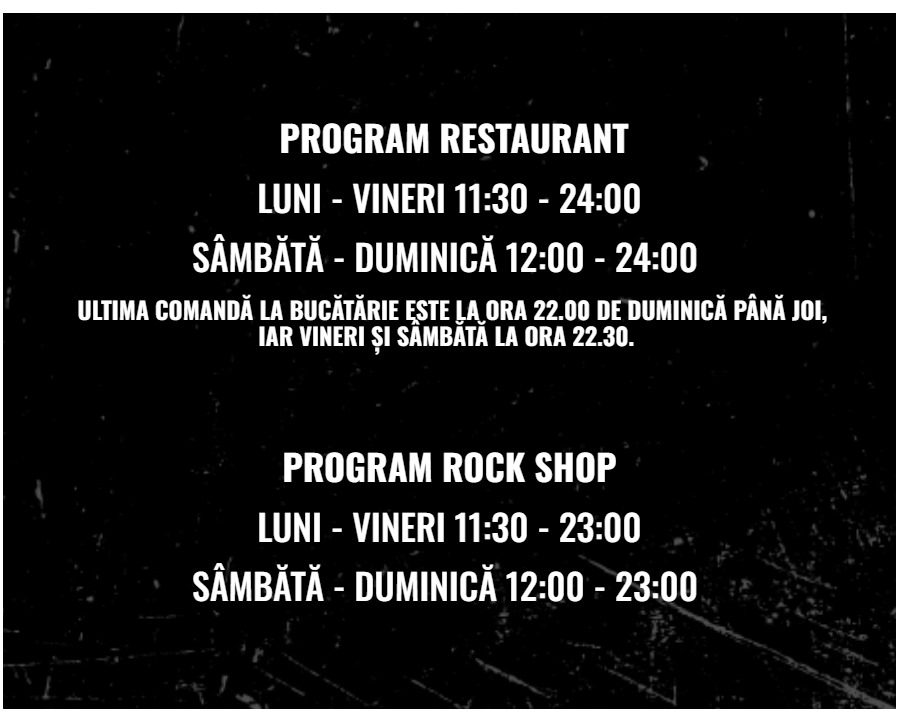 PROGRAM RESTAURANT
LUNI - VINERI 11:30 - 24:00
SÂMBĂTĂ - DUMINICĂ 12:00 - 24:00
ULTIMA COMANDĂ LA BUCĂTĂRIE ESTE LA ORA 22.00 DE DUMINICĂ PÂNĂ JOI,
IAR VINERI ȘI SÂMBĂTĂ LA ORA 22.30.
PROGRAM ROCK SHOP
LUNI - VINERI 11:30 - 23:00
SÂMBĂTĂ - DUMINICĂ 12:00 - 23:00